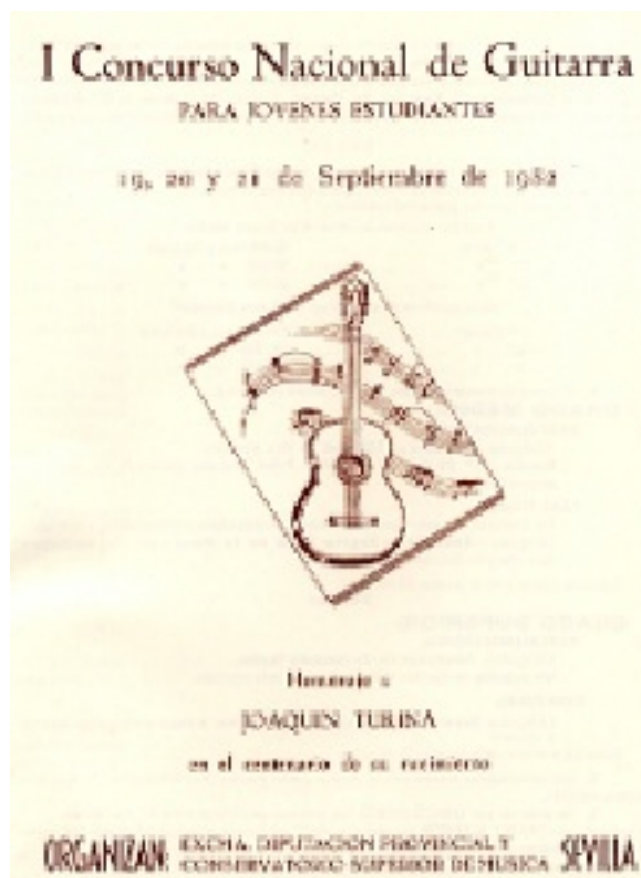 I Concurso Nacional de Guitarra
PARA JOVENES ESTUDIANTES
19, 20 y 21 de Septiembre de 1982
Homenaje a
JOAQUIN TURINA
en el centenario de su nacimiento
ORGANIZAN: EXCMA. DIPUTACION PROVINCIAL Y
CONSERVATORIO SUPERIOR DE MUSICA SEVILLA